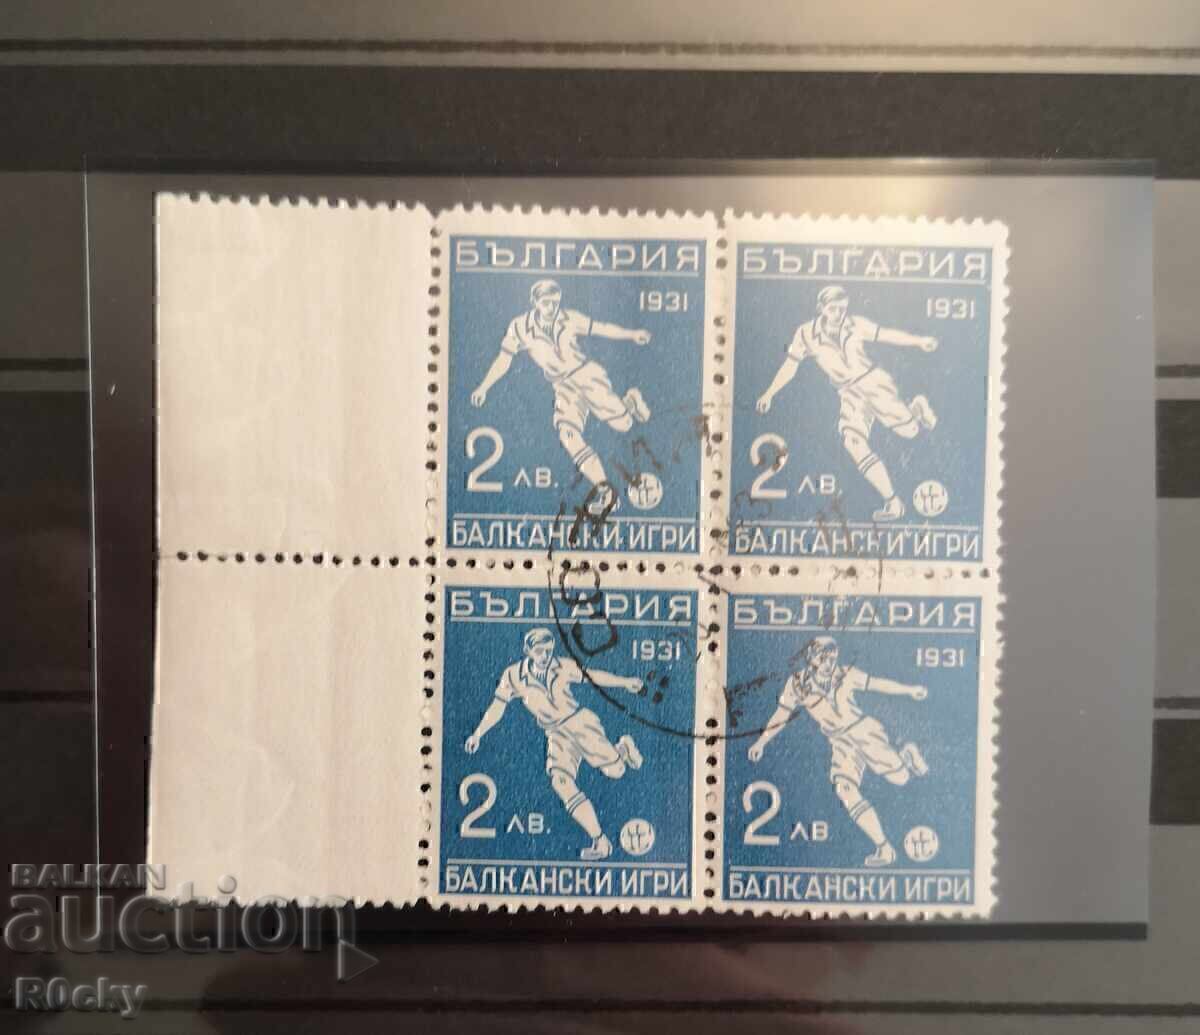 БЪЛГАРИЯ
1931
2 ЛВ.
БАЛКАНСКИ ИГРИ
БЪЛГАРИЯ
1931
2 ЛВ
БАЛКАНСКИ ИГРИ
БЪЛГАРИЯ
1931
2 ЛВ.
БАЛКАНСКИ ИГРИ
БЪЛГАРИЯ
1931
2 ЛВ
БАЛКАНСКИ ИГРИ
BALKAN
auction
R0cky